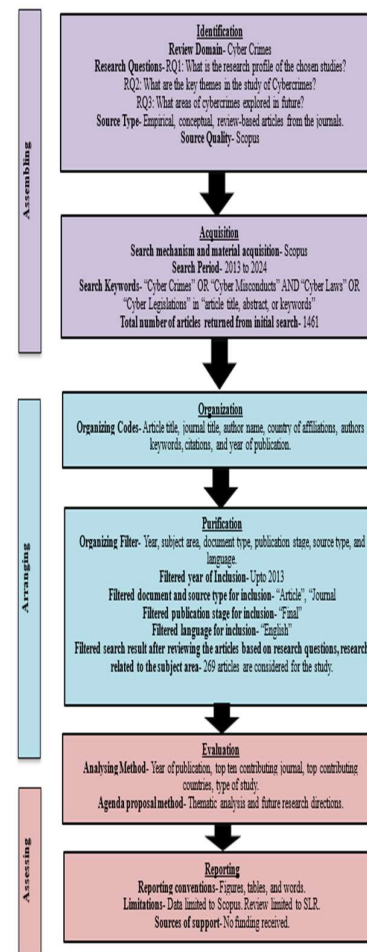 Assembling
Identification
Review Domain- Cyber Crimes
Research Questions- RQ1: What is the research profile of the chosen studies?
RQ2: What are the key themes in the study of Cybercrimes?
RQ3: What areas of cybercrimes explored in future?
Source Type- Empirical, conceptual, review-based articles from the journals.
Source Quality- Scopus
Acquisition
Search mechanism and material acquisition- Scopus
Search Period- 2013 to 2024
Search Keywords- “Cyber Crimes” OR “Cyber Misconducts” AND “Cyber Laws” OR
“Cyber Legislations” in “article title, abstract, or keywords”
Total number of articles returned from initial search- 1461
Arranging
Organization
Organizing Codes- Article title, journal title, author name, country of affiliations, authors
keywords, citations, and year of publication.
Purification
Organizing Filter- Year, subject area, document type, publication stage, source type, and
language.
Filtered year of Inclusion- Upto 2013
Filtered document and source type for inclusion- “Article”, “Journal
Filtered publication stage for inclusion- “Final”
Filtered language for inclusion- “English”
Filtered search result after reviewing the articles based on research questions, research
related to the subject area- 269 articles are considered for the study.
Assessing
Evaluation
Analysing Method- Year of publication, top ten contributing journal, top contributing
countries, type of study.
Agenda proposal method- Thematic analysis and future research directions.
Reporting
Reporting conventions- Figures, tables, and words.
Limitations- Data limited to Scopus. Review limited to SLR.
Sources of support- No funding received.